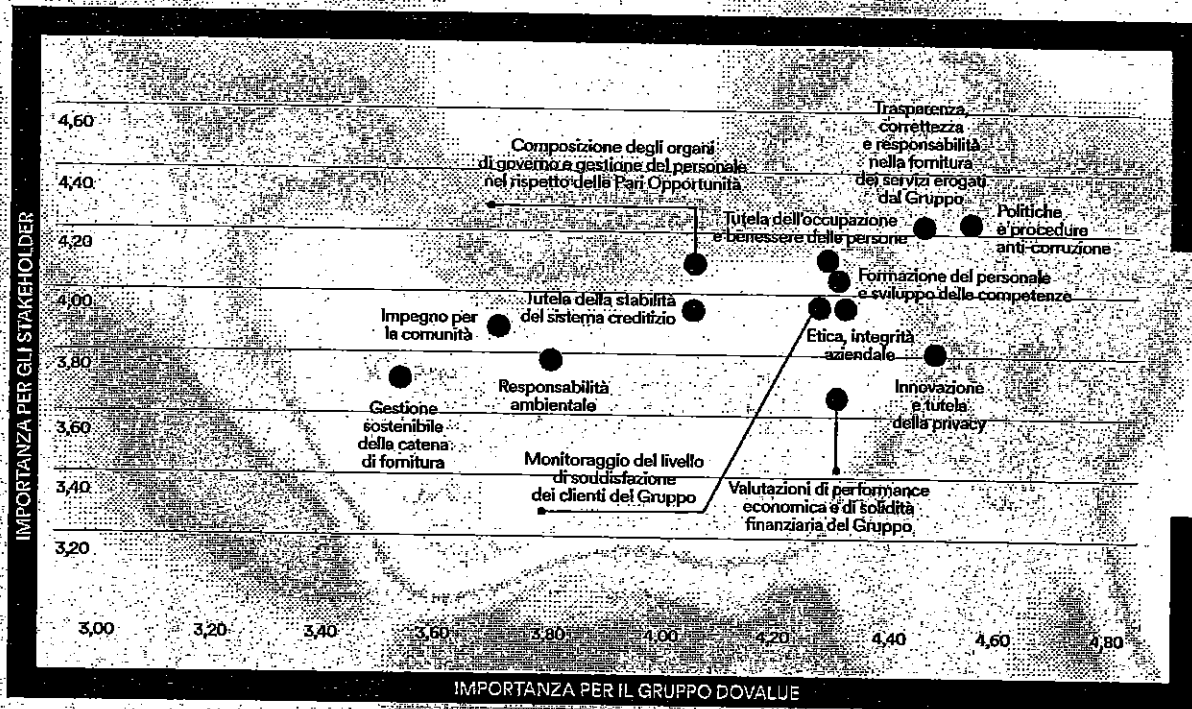 IMPORTANZA PER GLI STAKEHOLDER
4,60
4,40
4,20
4,00
3,80
3,60
3,40
3,20
Composizione degli organi
di governo e gestione del personale
nel rispetto delle Pari Opportunità
Trasparenza,
correttezza
e responsabilità
nella fornitura
dei servizi erogati
dal Gruppo
Politiche
e procedure
anti-corruzione
Tutela dell'occupazione
e benessere delle persone
Formazione del personale
e sviluppo delle competenze
Tutela della stabilità
del sistema creditizio
Impegno per
la comunità
Etica, integrità
aziendale
Responsabilità
ambientale
Innovazione
e tutela
della privacy
Gestione
sostenibile
della catena
di fornitura
Monitoraggio del livello
di soddisfazione
dei clienti del Gruppo
Valutazioni di performance
economica e di solidità
finanziaria del Gruppo
3,00
3,20
3,40
3,60
3,80
4,00
4,20
4,40
4,60
4,80
IMPORTANZA PER IL GRUPPO DOVALUE